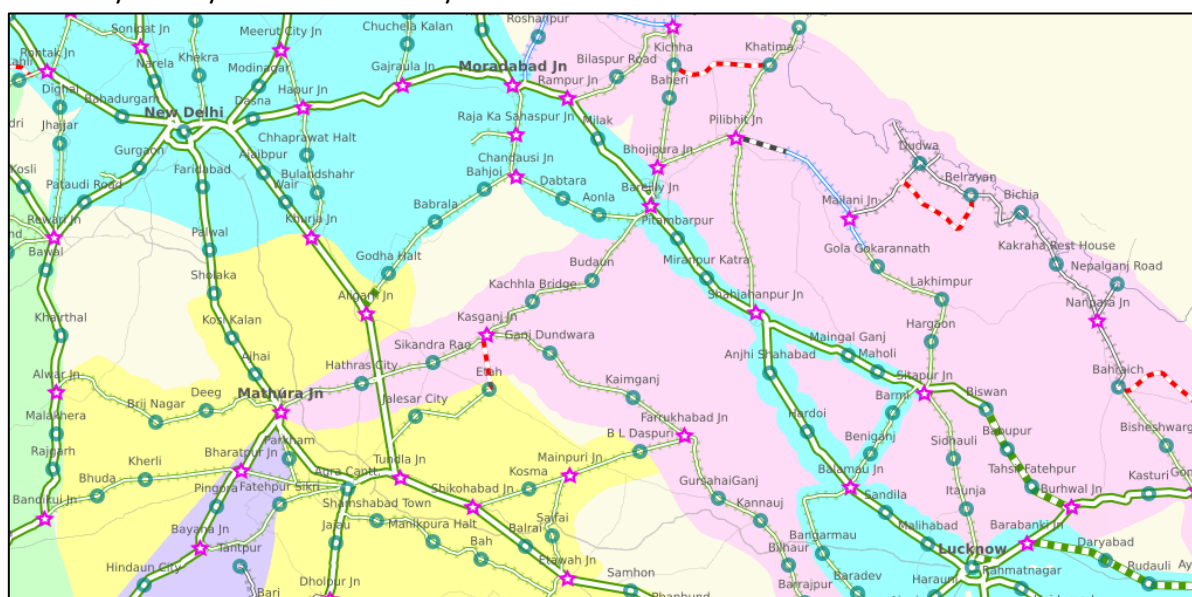 Sonipat Jn
Meerut City Jn
Chuchela Kalan
Roshanpur
Kichha
Khatima
Rohtak Jn
Narela
Khekra
Modinagar
Gajraula Jn
Moradabad Jn
Bilaspur Road
Baheri
Dighal
Bahadurgarh
Dasna
Hapur Jn
Rampur Jn
New Delhi
Jhajjar
Chhaprawat Halt
Raja Ka Sahaspur Jn
Milak
Pilibhit Jn
Gurgaon
Ajaibpur
Chandausi Jn
Bhojipura Jn
Dudwa
Kosli
Pataudi Road
Faridabad
Wair
Bulandshahr
Bahjoi
Dabtara
Bareilly Jn
Belrayan
Bichia
Rewari Jn
Khurja Jn
Babrala
Aonla
Pitambarpur
Mailani Jn
Bawal
Palwal
Godha Halt
Budaun
Miranpur Katra
Gola Gokarannath
Kakraha Rest House
Sholaka
Kachhla Bridge
Lakhimpur
Nepalganj Road
Khairthal
Kosi Kalan
Aligarh Jn
Kasganj Jn
Shahjahanpur Jn
Nanpara Jn
Ganj Dundwara
Hargaon
Maingal Ganj
Ajhai
Sikandra Rao
Anjhi Shahabad
Maholi
Alwar Jn
Hathras City
Etah
Kaimganj
Sitapur Jn
Bahraich
Mathura Jn
Deeg
Brij Nagar
Jalesar City
Barmi
Biswan
Malakhera
Farrukhabad Jn
Hardoi
Bisheshwarg
Parkham
B L Daspuri
Beniganj
Sidhauli
Babupur
Rajgarh
Bharatpur Jn
Tundla Jn
Mainpuri Jn
Kherli
Agra Cantt
Kosma
Balamau Jn
Tahsil Fatehpur
Bhuda
Fatehpur Sikri
Pingora
Shikohabad Jn
GursahaiGanj
Itaunja
Burhwal Jn
Kasturi
Bandikui Jn
Shamshabad Town
Kannauj
Sandila
Bayana Jn
Jajau
Manikpura Halt
Balrai
Saifai
Malihabad
Barabanki Jn
Tantpur
Bah
Bangarmau
Lucknow
Daryabad
Hindaun City
Etawah Jn
Bilhaur
Rahmatnagar
Rudauli
Bari
Dholpur Jn
Samhon
Barrajpur
Baradev
Harauni
Phaphund